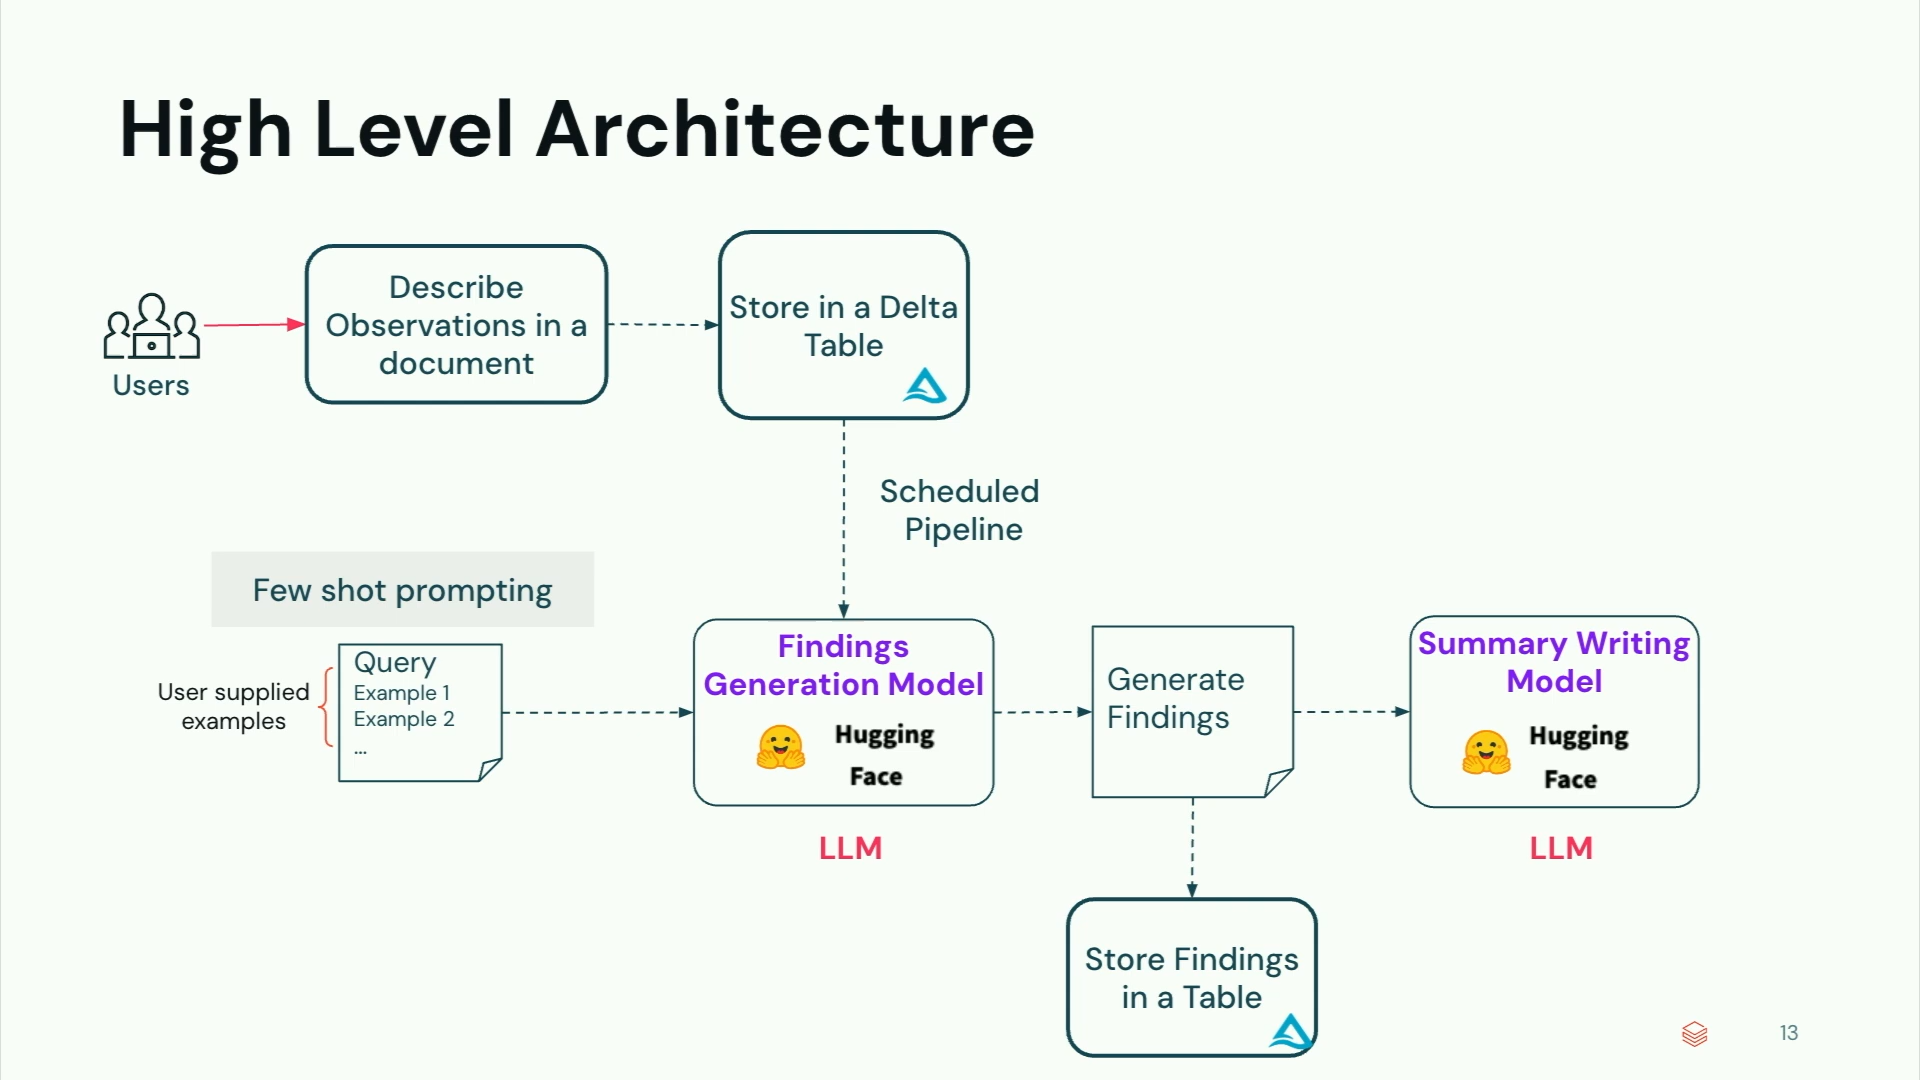 High Level Architecture
Users
Describe
Observations in a
document
Store in a Delta
Table
Scheduled
Pipeline
Few shot prompting
User supplied
examples
Query
Example 1
Example 2
...
Findings
Generation Model
Hugging
Face
LLM
Generate
Findings
Summary Writing
Model
Hugging
Face
LLM
Store Findings
in a Table
13